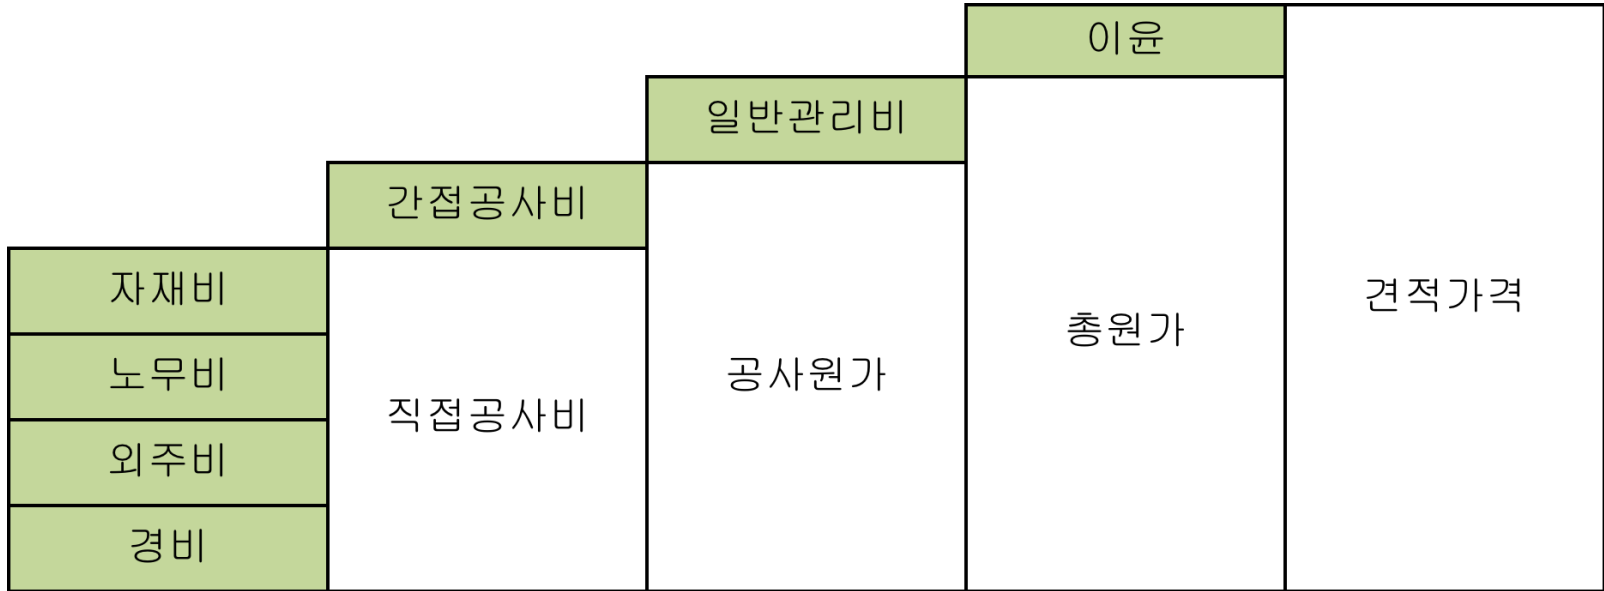 이윤
일반관리비
간접공사비
자재비
노무비
외주비
경비
직접공사비
공사원가
총원가
견적가격